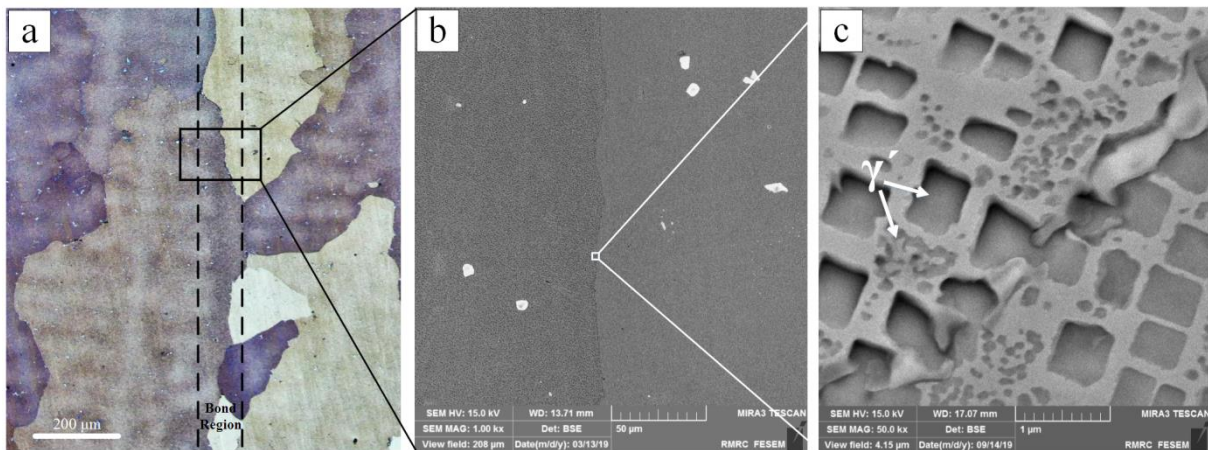 a
200 μm
Bond
Region
b
SEM HV: 15.0 kV
WD: 13.71 mm
MIRA3 TESCAN
SEM MAG: 1.00 kx
Det: BSE
50 μm
View field: 208 μm
Date(m/d/y): 03/13/19
RMRC FESEM
c
γ′
SEM HV: 15.0 kV
WD: 17.07 mm
MIRA3 TESCAN
SEM MAG: 50.0 kx
Det: BSE
1 μm
View field: 4.15 μm
Date(m/d/y): 09/14/19
RMRC FESEM